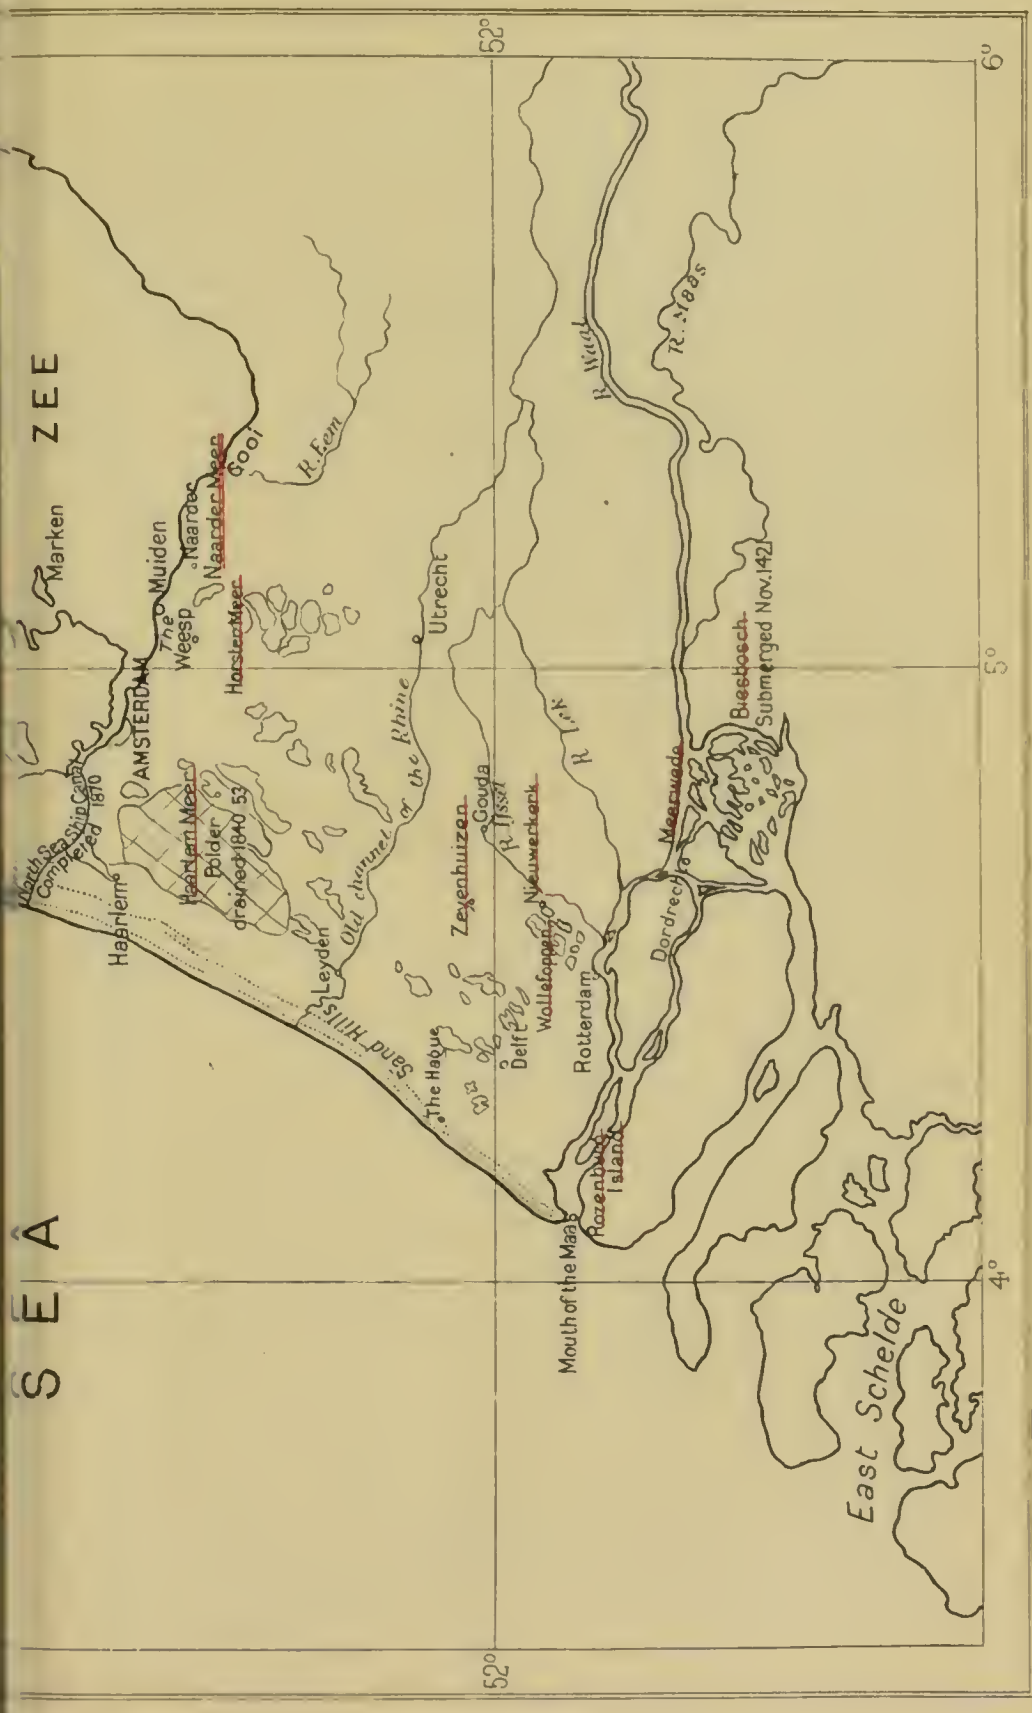 SEA
ZEE
Marken
North Sea Ship Canal
Completed 1870
AMSTERDAM
The
Weesp
Muiden
Naarder
Naarder Meer
Gooi
Horster Meer
R. Eem
Haarlem
Haarlem Meer
Polder
drained 1840-53
Leyden
Old channel of the Rhine
Utrecht
Sand Hills
The Hague
Zevenhuizen
Gouda
R IJssel
Nieuwerkerk
Wollefoppen
Delft
Rotterdam
R Lek
R Waal
R. Maas
Mouth of the Maas
Rozenburg
Island
Dordrecht
Meerwede
Biesbosch
Submerged Nov. 1421
East Schelde
52°
52°
4°
5°
6°